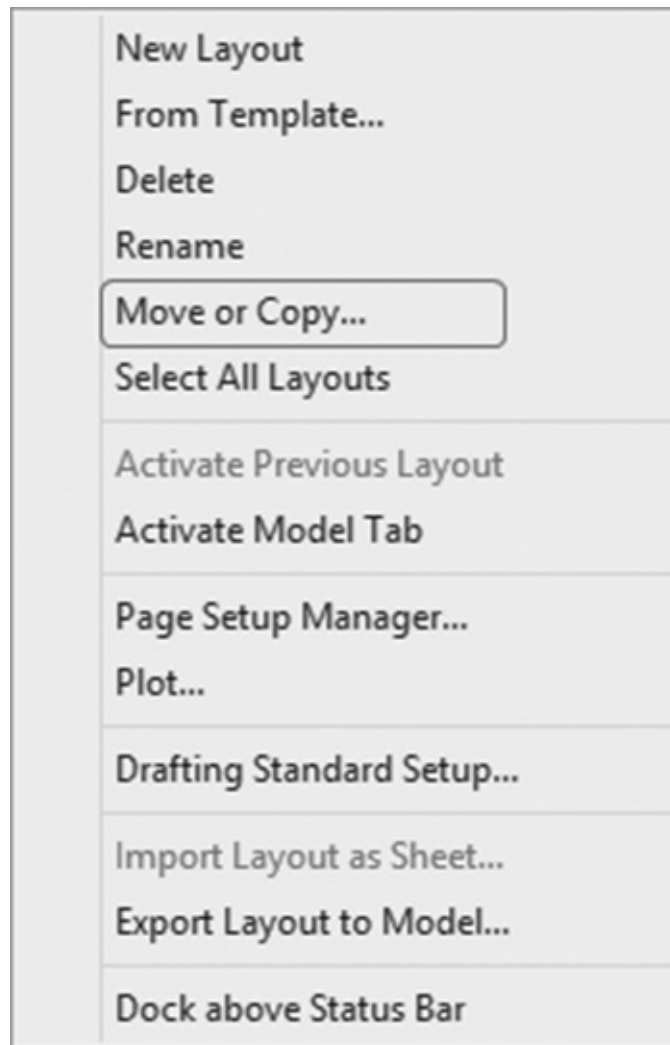 New Layout
From Template...
Delete
Rename
Move or Copy...
Select All Layouts
Activate Previous Layout
Activate Model Tab
Page Setup Manager...
Plot...
Drafting Standard Setup...
Import Layout as Sheet...
Export Layout to Model...
Dock above Status Bar